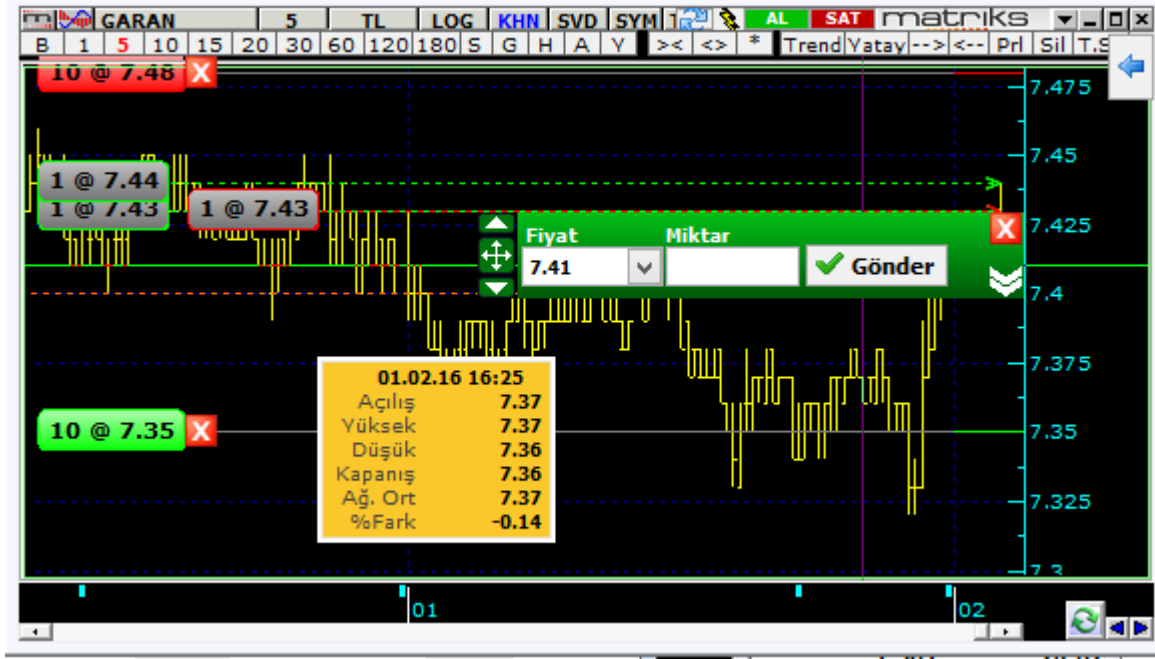 GARAN 5 TL LOG KHN SVD SYM AL SAT matriks
B 1 5 10 15 20 30 60 120 180 S G H A Y >< <> * Trend Yatay --> <-- Prl Sil T.S
10 @ 7.48 X
7.475
7.45
1 @ 7.44
1 @ 7.43 1 @ 7.43
7.425
Fiyat Miktar X
7.41 Gönder
7.4
7.375
01.02.16 16:25
Açılış 7.37
Yüksek 7.37
Düşük 7.36
Kapanış 7.36
Ağ. Ort 7.37
%Fark -0.14
10 @ 7.35 X
7.35
7.325
7.3
01 02